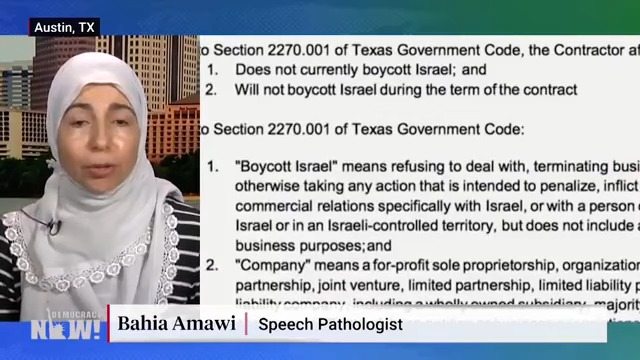 Austin, TX
to Section 2270.001 of Texas Government Code, the Contractor af
1. Does not currently boycott Israel; and
2. Will not boycott Israel during the term of the contract
to Section 2270.001 of Texas Government Code:
1. "Boycott Israel" means refusing to deal with, terminating busi
otherwise taking any action that is intended to penalize, inflict
commercial relations specifically with Israel, or with a person
Israel or in an Israeli-controlled territory, but does not include a
business purposes; and
2. "Company" means a for-profit sole proprietorship, organization
partnership, joint venture, limited partnership, limited liability
liability company, including a wholly owned subsidiary, majority
DEMOCRACY
NOW!
Bahia Amawi | Speech Pathologist